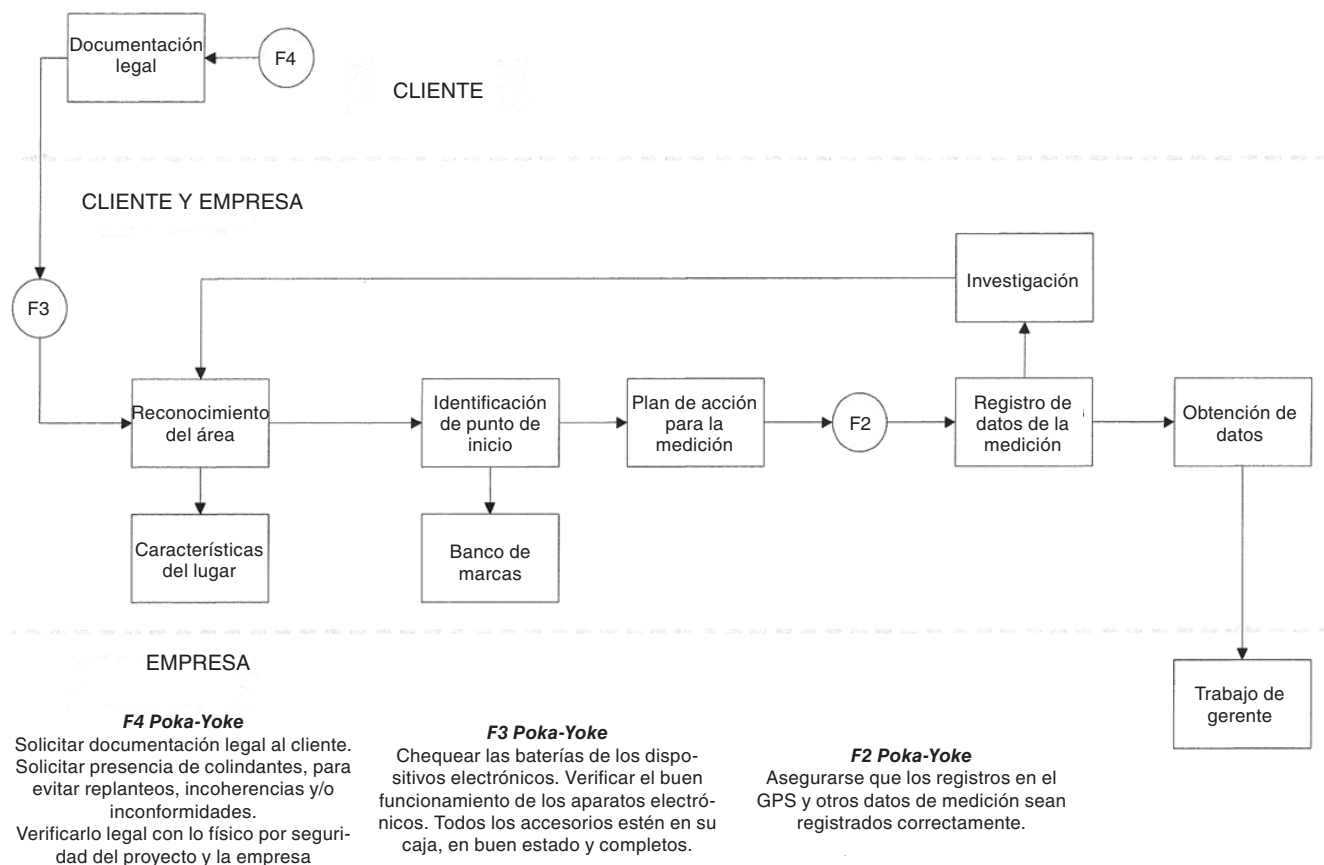 Documentación
legal
F4
CLIENTE
CLIENTE Y EMPRESA
Investigación
F3
Reconocimiento
del área
Identificación
de punto de
inicio
Plan de acción
para la
medición
F2
Registro de
datos de la
medición
Obtención de
datos
Características
del lugar
Banco de
marcas
EMPRESA
Trabajo de
gerente
F4 Poka-Yoke
Solicitar documentación legal al cliente.
Solicitar presencia de colindantes, para
evitar replanteos, incoherencias y/o
inconformidades.
Verificarlo legal con lo físico por seguri-
dad del proyecto y la empresa
F3 Poka-Yoke
Chequear las baterías de los dispo-
sitivos electrónicos. Verificar el buen
funcionamiento de los aparatos electró-
nicos. Todos los accesorios estén en su
caja, en buen estado y completos.
F2 Poka-Yoke
Asegurarse que los registros en el
GPS y otros datos de medición sean
registrados correctamente.